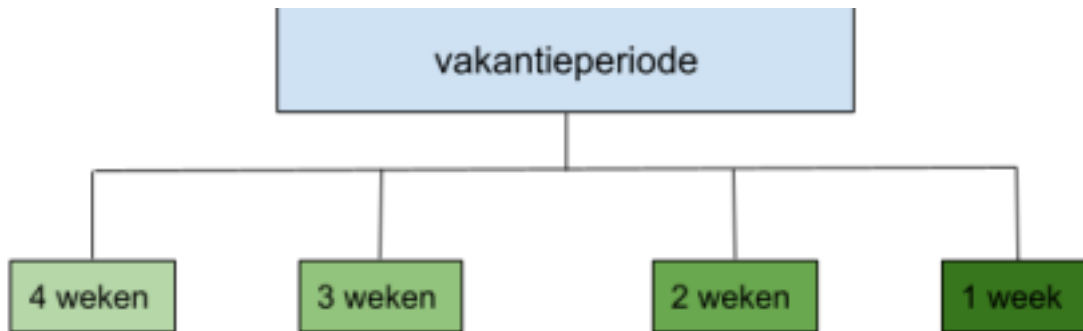 vakantieperiode
4 weken
3 weken
2 weken
1 week